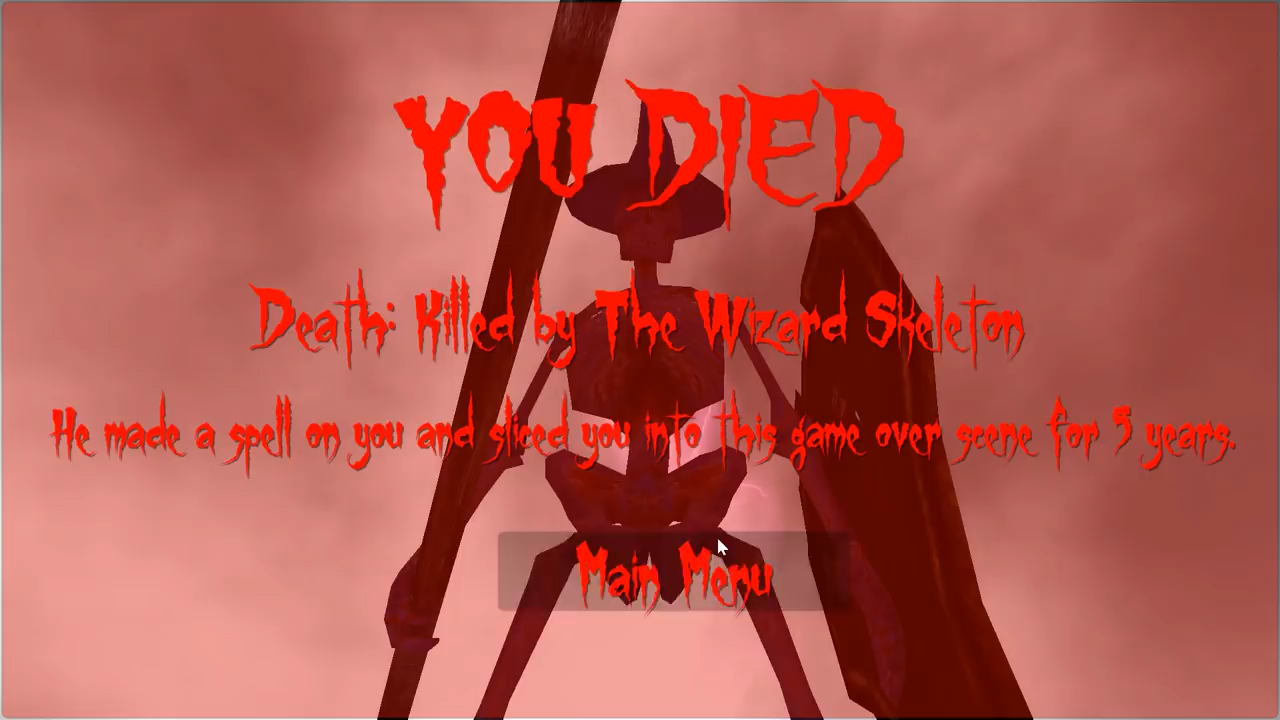 YOU DIED
Death: Killed by The Wizard Skeleton
He made a spell on you and sliced you into this game over scene for 5 years.
Main Menu